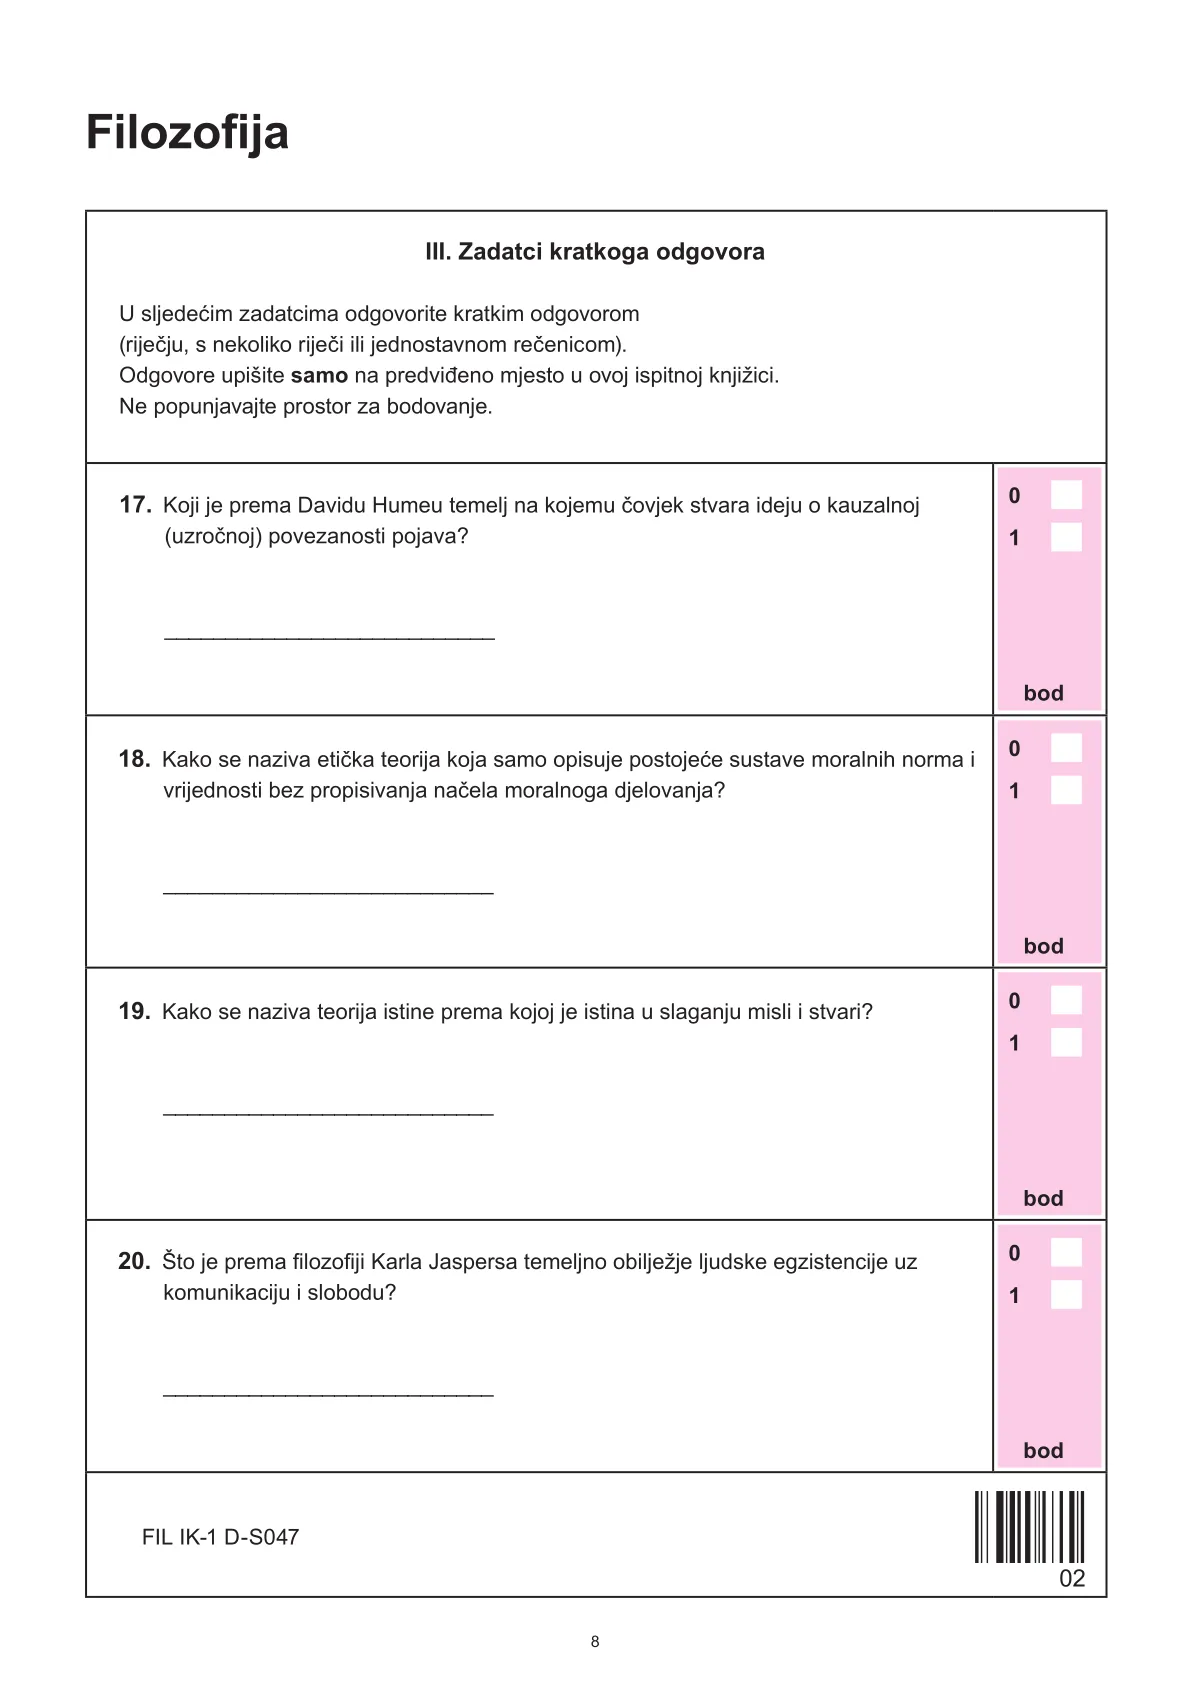 Filozofija
III. Zadatci kratkoga odgovora
U sljedećim zadatcima odgovorite kratkim odgovorom
(riječju, s nekoliko riječi ili jednostavnom rečenicom).
Odgovore upišite samo na predviđeno mjesto u ovoj ispitnoj knjižici.
Ne popunjavajte prostor za bodovanje.
17. Koji je prema Davidu Humeu temelj na kojemu čovjek stvara ideju o kauzalnoj
(uzročnoj) povezanosti pojava?
0
1
bod
18. Kako se naziva etička teorija koja samo opisuje postojeće sustave moralnih norma i
vrijednosti bez propisivanja načela moralnoga djelovanja?
0
1
bod
19. Kako se naziva teorija istine prema kojoj je istina u slaganju misli i stvari?
0
1
bod
20. Što je prema filozofiji Karla Jaspersa temeljno obilježje ljudske egzistencije uz
komunikaciju i slobodu?
0
1
bod
FIL IK-1 D-S047
02
8